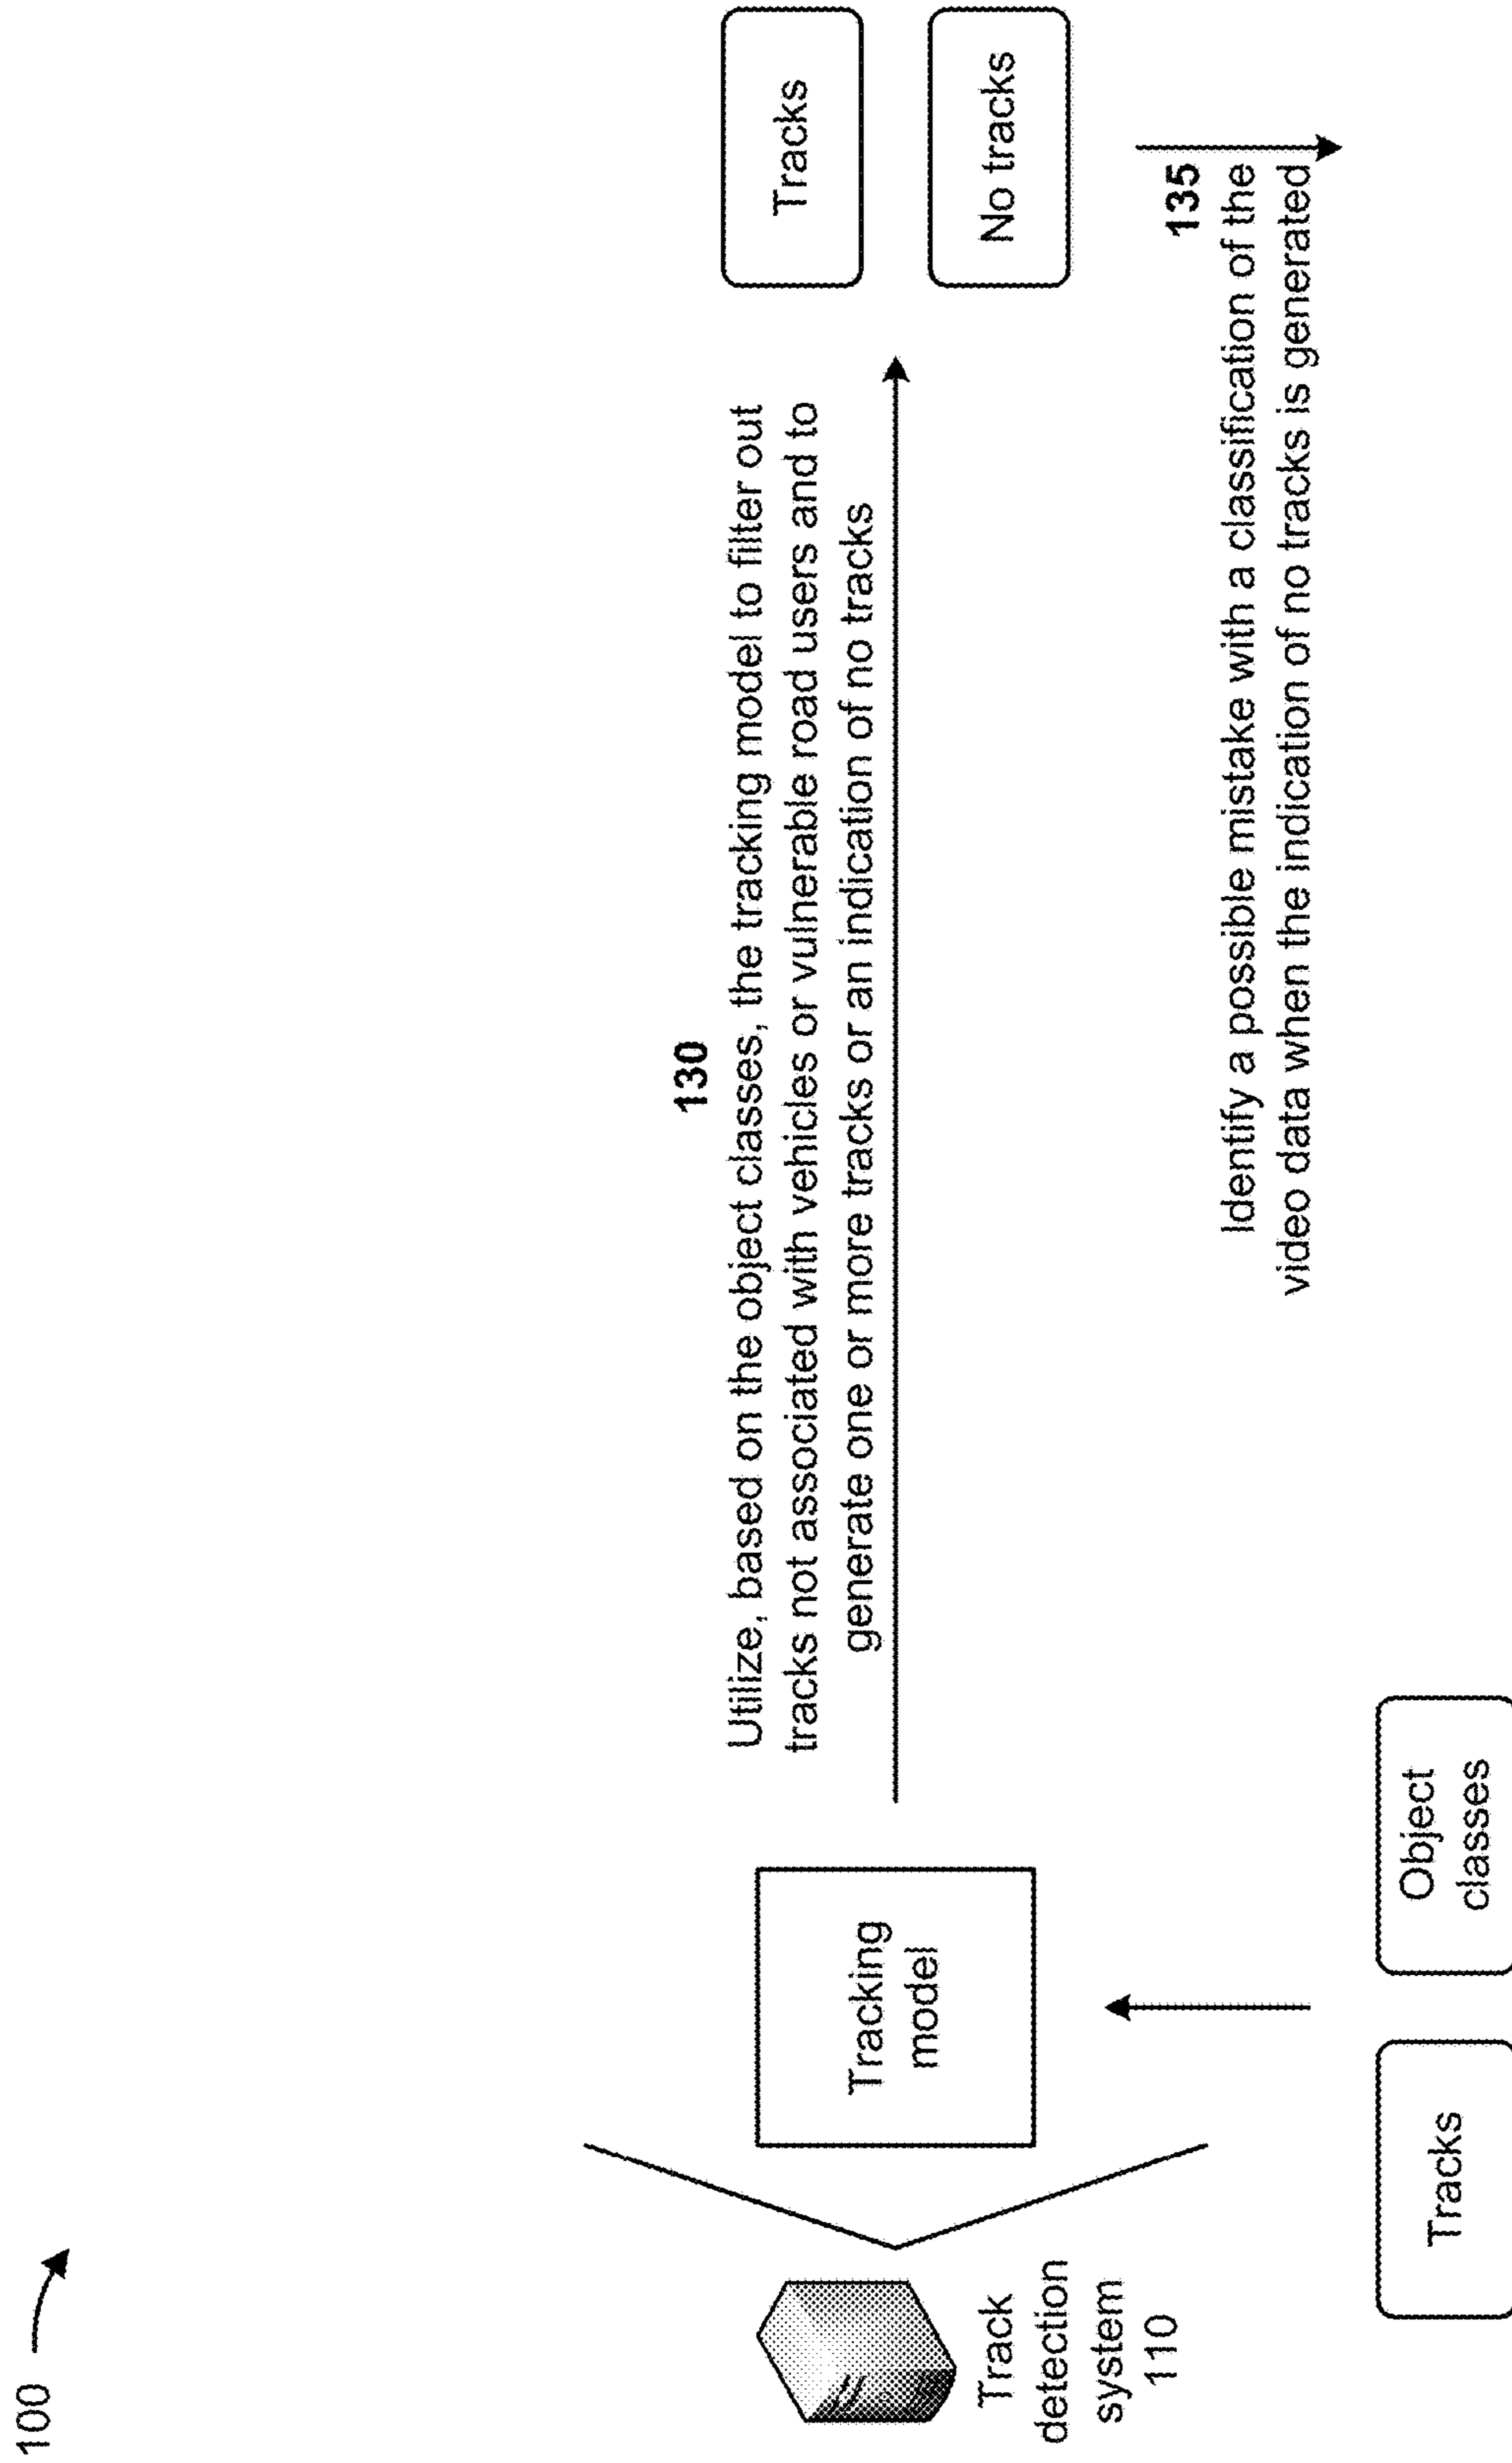 100
130
Utilize, based on the object classes, the tracking model to filter out
tracks not associated with vehicles or vulnerable road users and to
generate one or more tracks or an indication of no tracks
Tracking
model
Tracks
No tracks
Track
detection
system
110
135
Identify a possible mistake with a classification of the
video data when the indication of no tracks is generated
Tracks
Object
classes